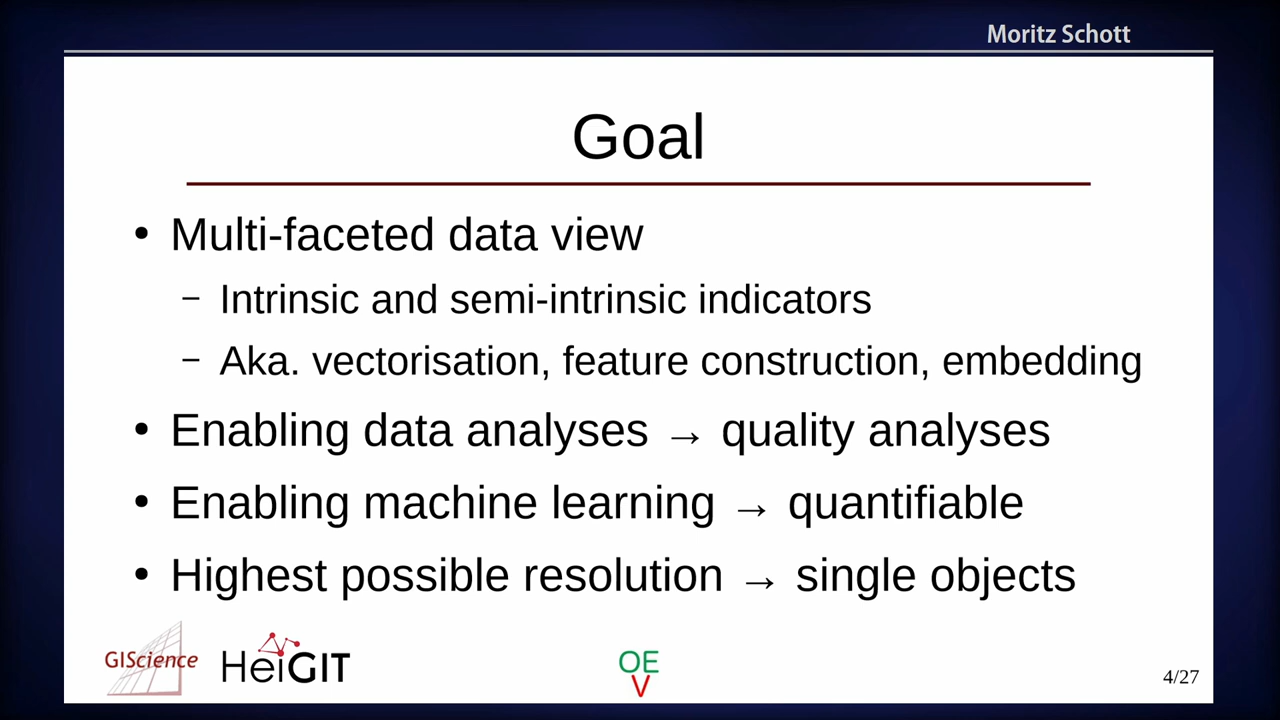 Moritz Schott
Goal
• Multi-faceted data view
– Intrinsic and semi-intrinsic indicators
– Aka. vectorisation, feature construction, embedding
• Enabling data analyses → quality analyses
• Enabling machine learning → quantifiable
• Highest possible resolution → single objects
GIScience
HeiGIT
OE
V
4/27